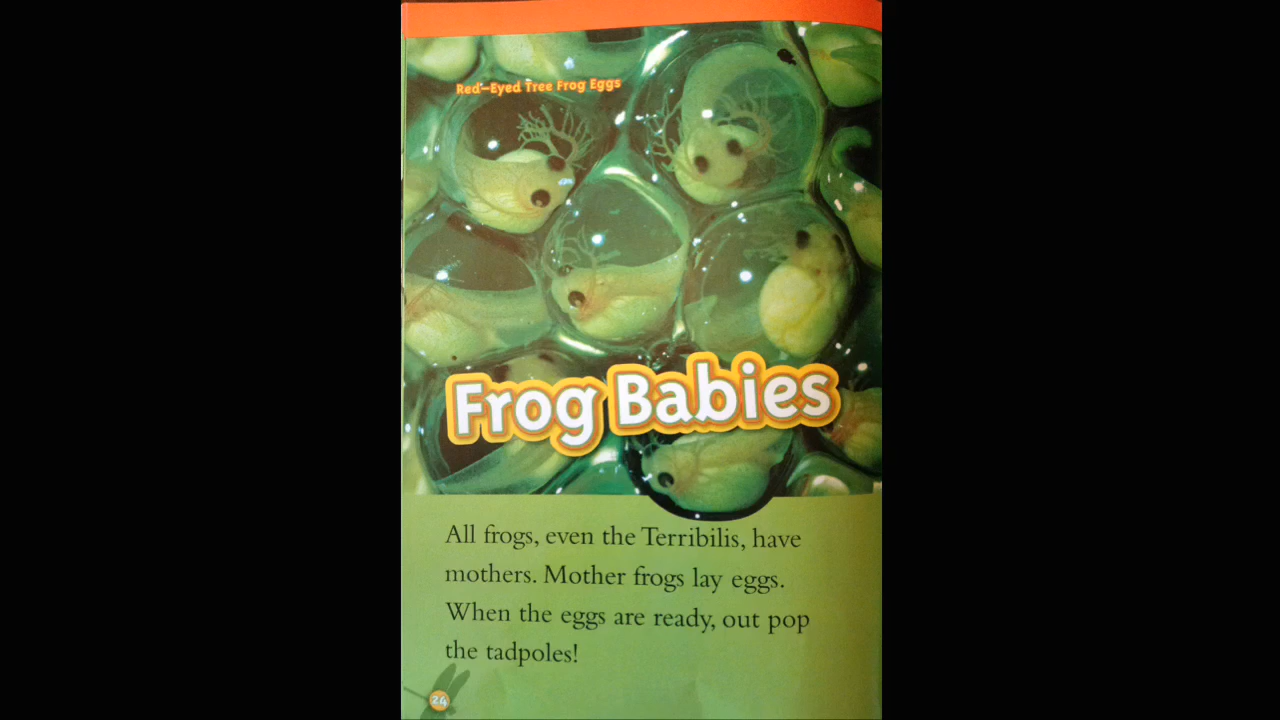 Red-Eyed Tree Frog Eggs
Frog Babies
All frogs, even the Terribilis, have
mothers. Mother frogs lay eggs.
When the eggs are ready, out pop
the tadpoles!
24